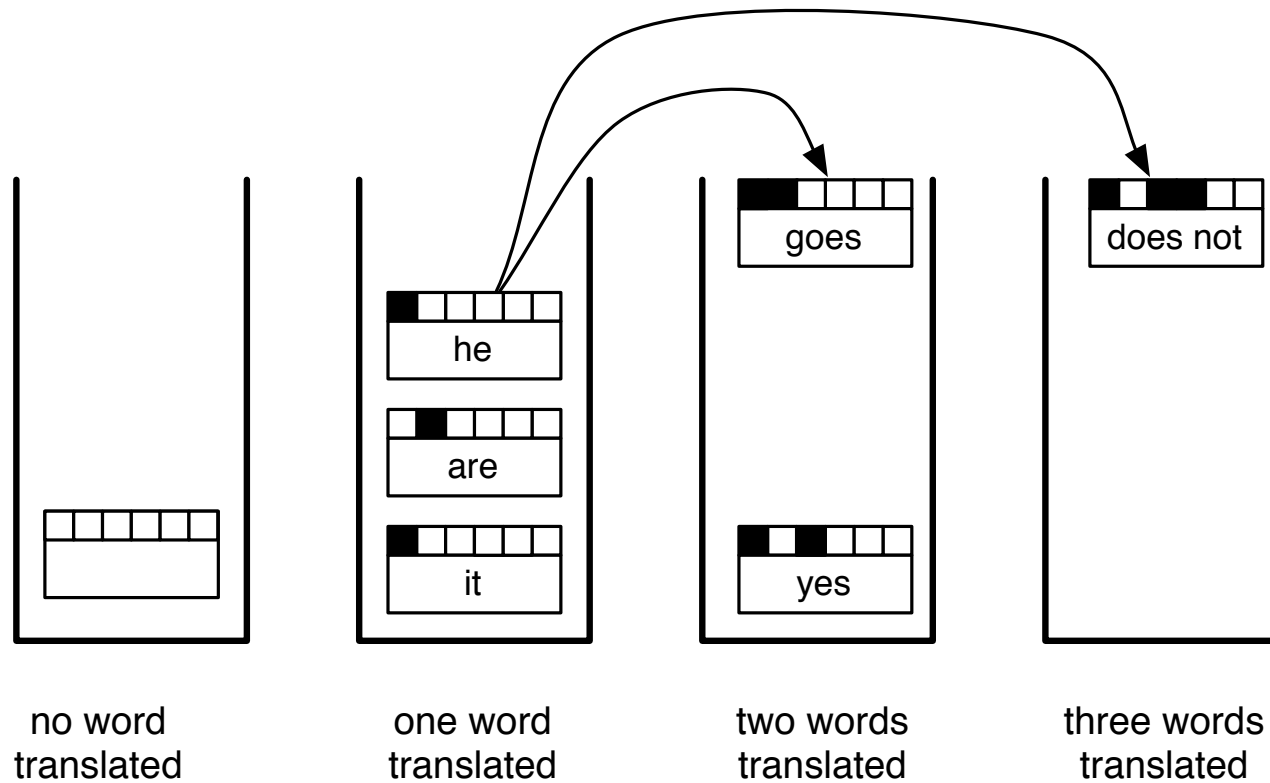 goes
does not
he
are
it
yes
no word
translated
one word
translated
two words
translated
three words
translated